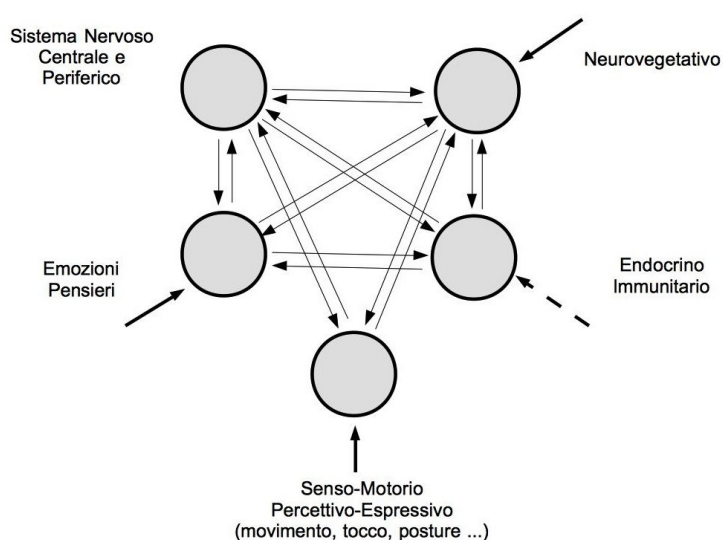 Sistema Nervoso
Centrale e
Periferico
Neurovegetativo
Emozioni
Pensieri
Endocrino
Immunitario
Senso-Motorio
Percettivo-Espressivo
(movimento, tocco, posture ...)